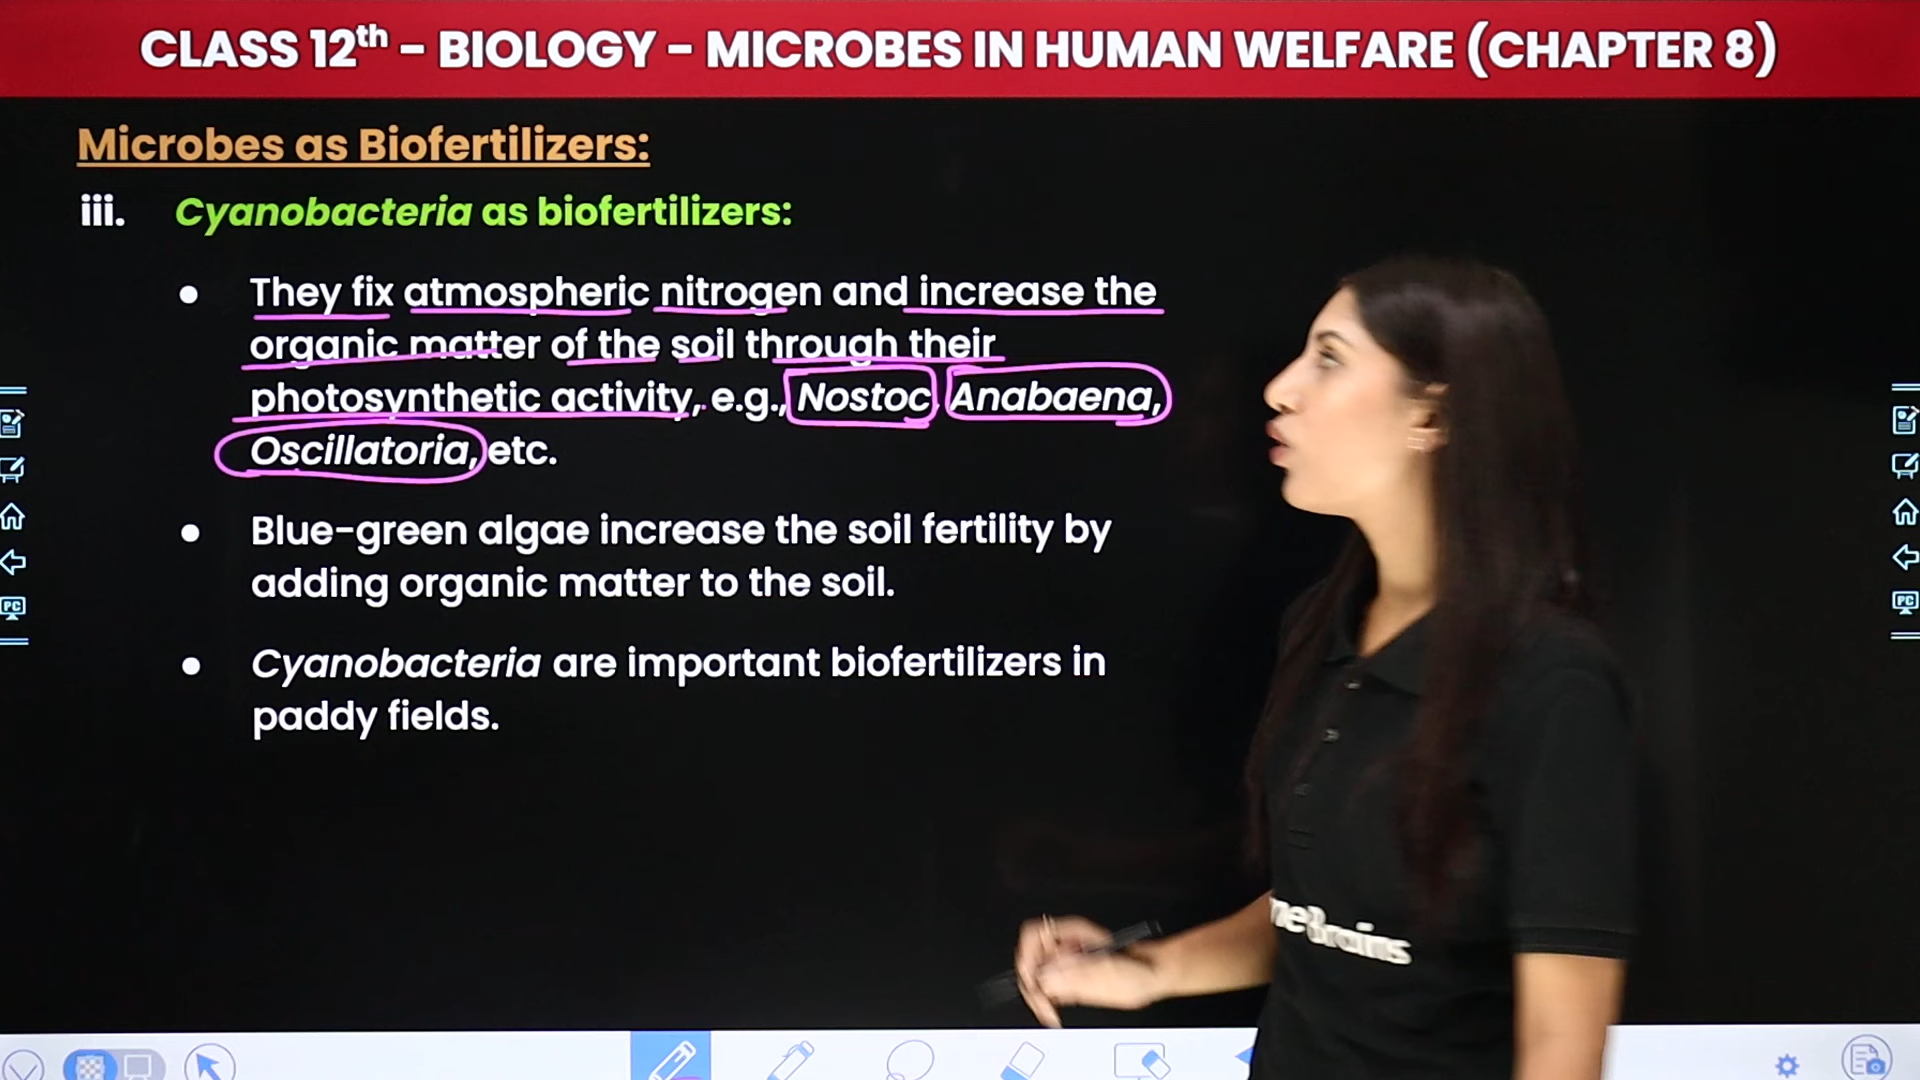 CLASS 12th – BIOLOGY – MICROBES IN HUMAN WELFARE (CHAPTER 8)
Microbes as Biofertilizers:
iii. Cyanobacteria as biofertilizers:
● They fix atmospheric nitrogen and increase the
organic matter of the soil through their
photosynthetic activity, e.g., Nostoc Anabaena,
Oscillatoria, etc.
● Blue-green algae increase the soil fertility by
adding organic matter to the soil.
● Cyanobacteria are important biofertilizers in
paddy fields.
neBrains
PC
PC